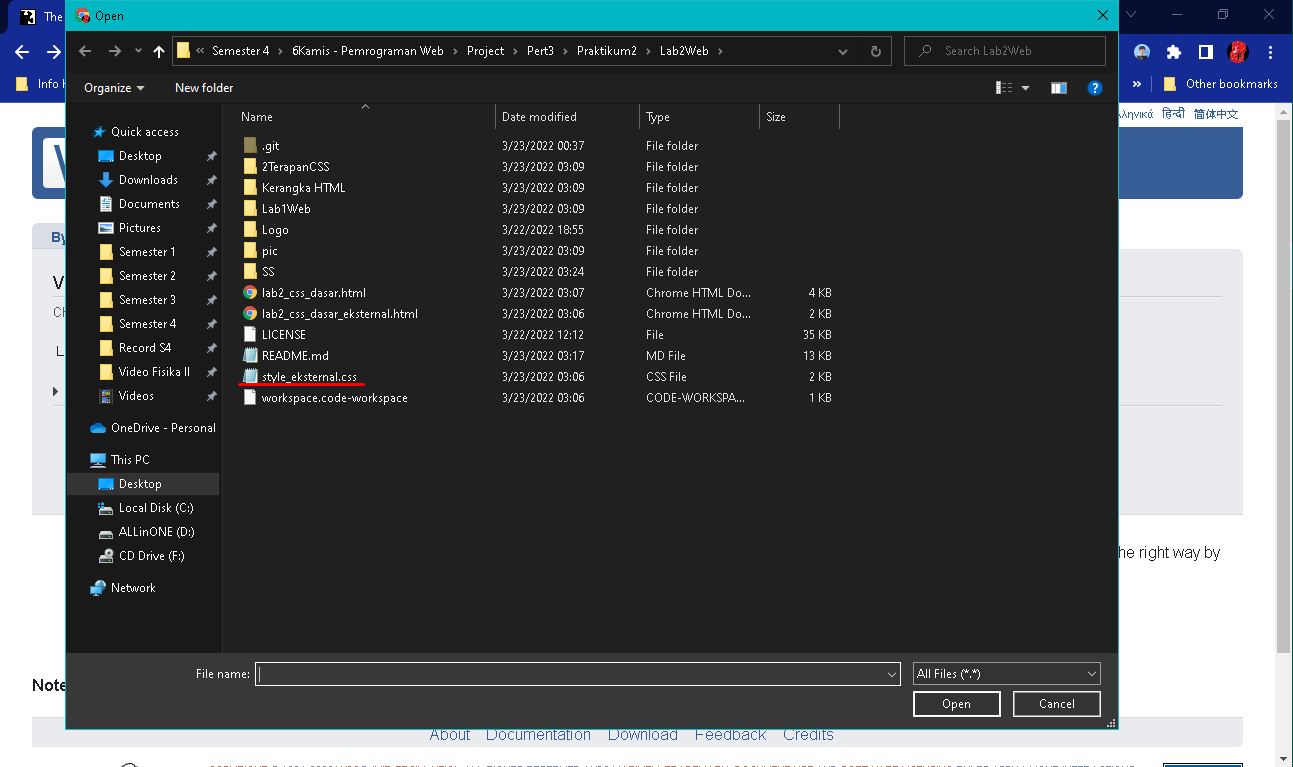 The
Open
Semester 4 › 6Kamis - Pemrograman Web › Project › Pert3 › Praktikum2 › Lab2Web ›
Search Lab2Web
Info
Other bookmarks
Organize
New folder
Name Date modified Type Size
ληνικά हिन्दी 简体中文
Quick access
Desktop
Downloads
Documents
Pictures
Semester 1
Semester 2
Semester 3
Semester 4
Record S4
Video Fisika II
Videos
OneDrive - Personal
This PC
Desktop
Local Disk (C:)
ALLinONE (D:)
CD Drive (F:)
Network
.git 3/23/2022 00:37 File folder
2TerapanCSS 3/23/2022 03:09 File folder
Kerangka HTML 3/23/2022 03:09 File folder
Lab1Web 3/23/2022 03:09 File folder
Logo 3/22/2022 18:55 File folder
pic 3/23/2022 03:09 File folder
SS 3/23/2022 03:24 File folder
lab2_css_dasar.html 3/23/2022 03:07 Chrome HTML Do... 4 KB
lab2_css_dasar_eksternal.html 3/23/2022 03:06 Chrome HTML Do... 2 KB
LICENSE 3/22/2022 12:12 File 35 KB
README.md 3/23/2022 03:17 MD File 13 KB
style_eksternal.css 3/23/2022 03:06 CSS File 2 KB
workspace.code-workspace 3/23/2022 03:06 CODE-WORKSPA... 1 KB
By
he right way by
File name:
All Files (*.*)
Open
Cancel
Note
About Documentation Download Feedback Credits